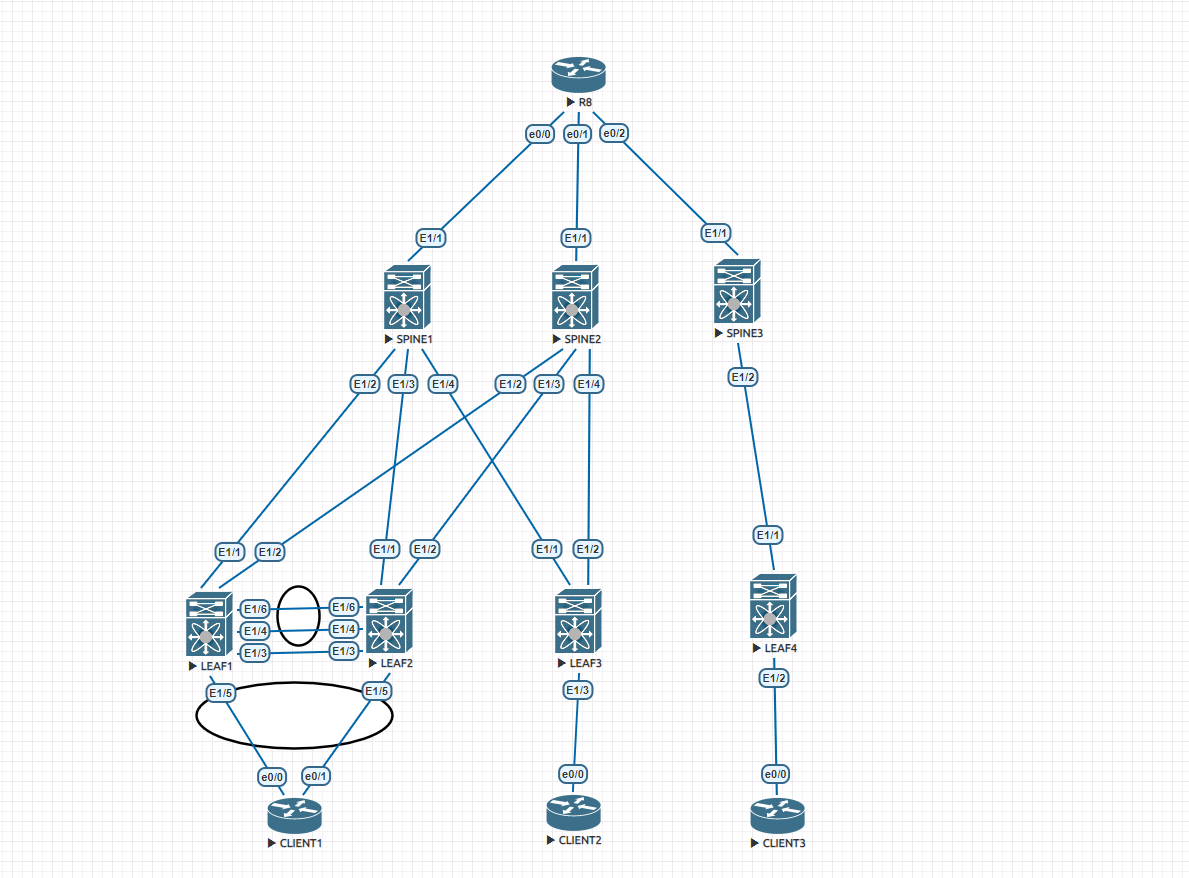 R8
e0/0 e0/1 e0/2
E1/1 E1/1 E1/1
SPINE1 SPINE2 SPINE3
E1/2 E1/3 E1/4 E1/2 E1/3 E1/4 E1/2
E1/1 E1/2 E1/1 E1/2 E1/1 E1/2 E1/1
E1/6 E1/6
E1/4 E1/4
E1/3 E1/3
LEAF1 LEAF2 LEAF3 LEAF4
E1/5 E1/5 E1/3 E1/2
e0/0 e0/1 e0/0 e0/0
CLIENT1 CLIENT2 CLIENT3